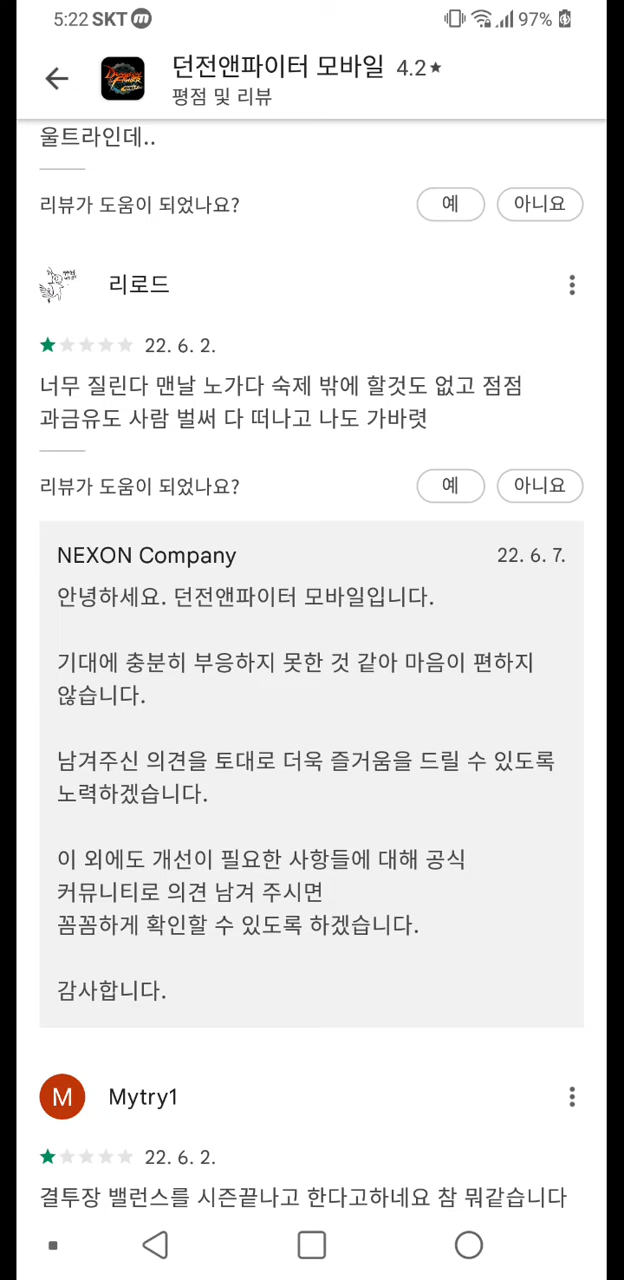 5:22 SKT m 97%
던전앤파이터 모바일 4.2★
평점 및 리뷰
울트라인데..
리뷰가 도움이 되었나요? 예 아니요
리로드
22. 6. 2.
너무 질린다 맨날 노가다 숙제 밖에 할것도 없고 점점
과금유도 사람 벌써 다 떠나고 나도 가바렷
리뷰가 도움이 되었나요? 예 아니요
NEXON Company 22. 6. 7.
안녕하세요. 던전앤파이터 모바일입니다.
기대에 충분히 부응하지 못한 것 같아 마음이 편하지
않습니다.
남겨주신 의견을 토대로 더욱 즐거움을 드릴 수 있도록
노력하겠습니다.
이 외에도 개선이 필요한 사항들에 대해 공식
커뮤니티로 의견 남겨 주시면
꼼꼼하게 확인할 수 있도록 하겠습니다.
감사합니다.
M Mytry1
22. 6. 2.
결투장 밸런스를 시즌끝나고 한다고하네요 참 뭐같습니다